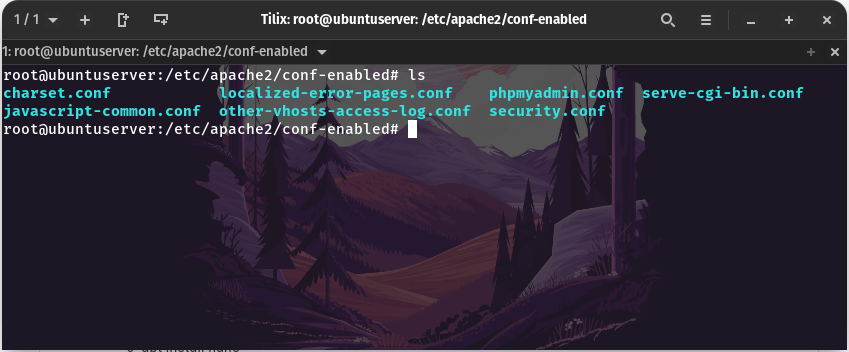 1 / 1
Tilix: root@ubuntuserver: /etc/apache2/conf-enabled
1: root@ubuntuserver: /etc/apache2/conf-enabled
root@ubuntuserver:/etc/apache2/conf-enabled# ls
charset.conf localized-error-pages.conf phpmyadmin.conf serve-cgi-bin.conf
javascript-common.conf other-vhosts-access-log.conf security.conf
root@ubuntuserver:/etc/apache2/conf-enabled#